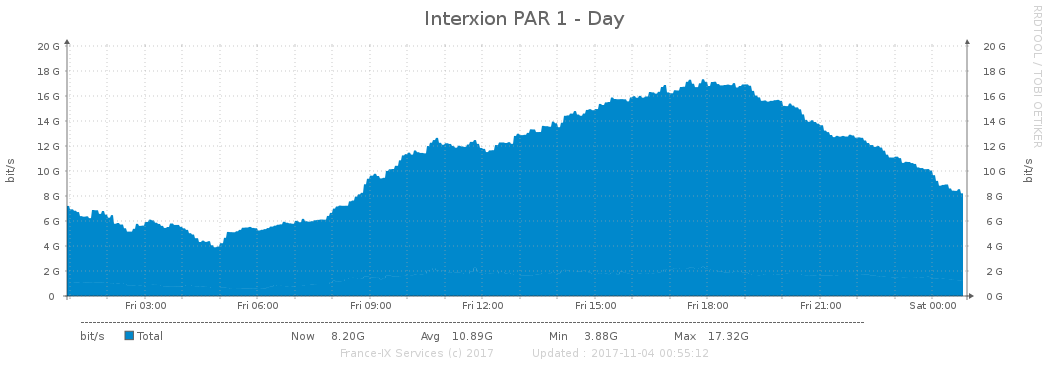 Interxion PAR 1 - Day
RRDTOOL / TOBI OETIKER
20 G 20 G
18 G 18 G
16 G 16 G
14 G 14 G
12 G 12 G
10 G 10 G
8 G 8 G
6 G 6 G
4 G 4 G
2 G 2 G
0 0 G
bit/s bit/s
Fri 03:00 Fri 06:00 Fri 09:00 Fri 12:00 Fri 15:00 Fri 18:00 Fri 21:00 Sat 00:00
bit/s Total Now 8.20G Avg 10.89G Min 3.88G Max 17.32G
France-IX Services (c) 2017 Updated : 2017-11-04 00:55:12